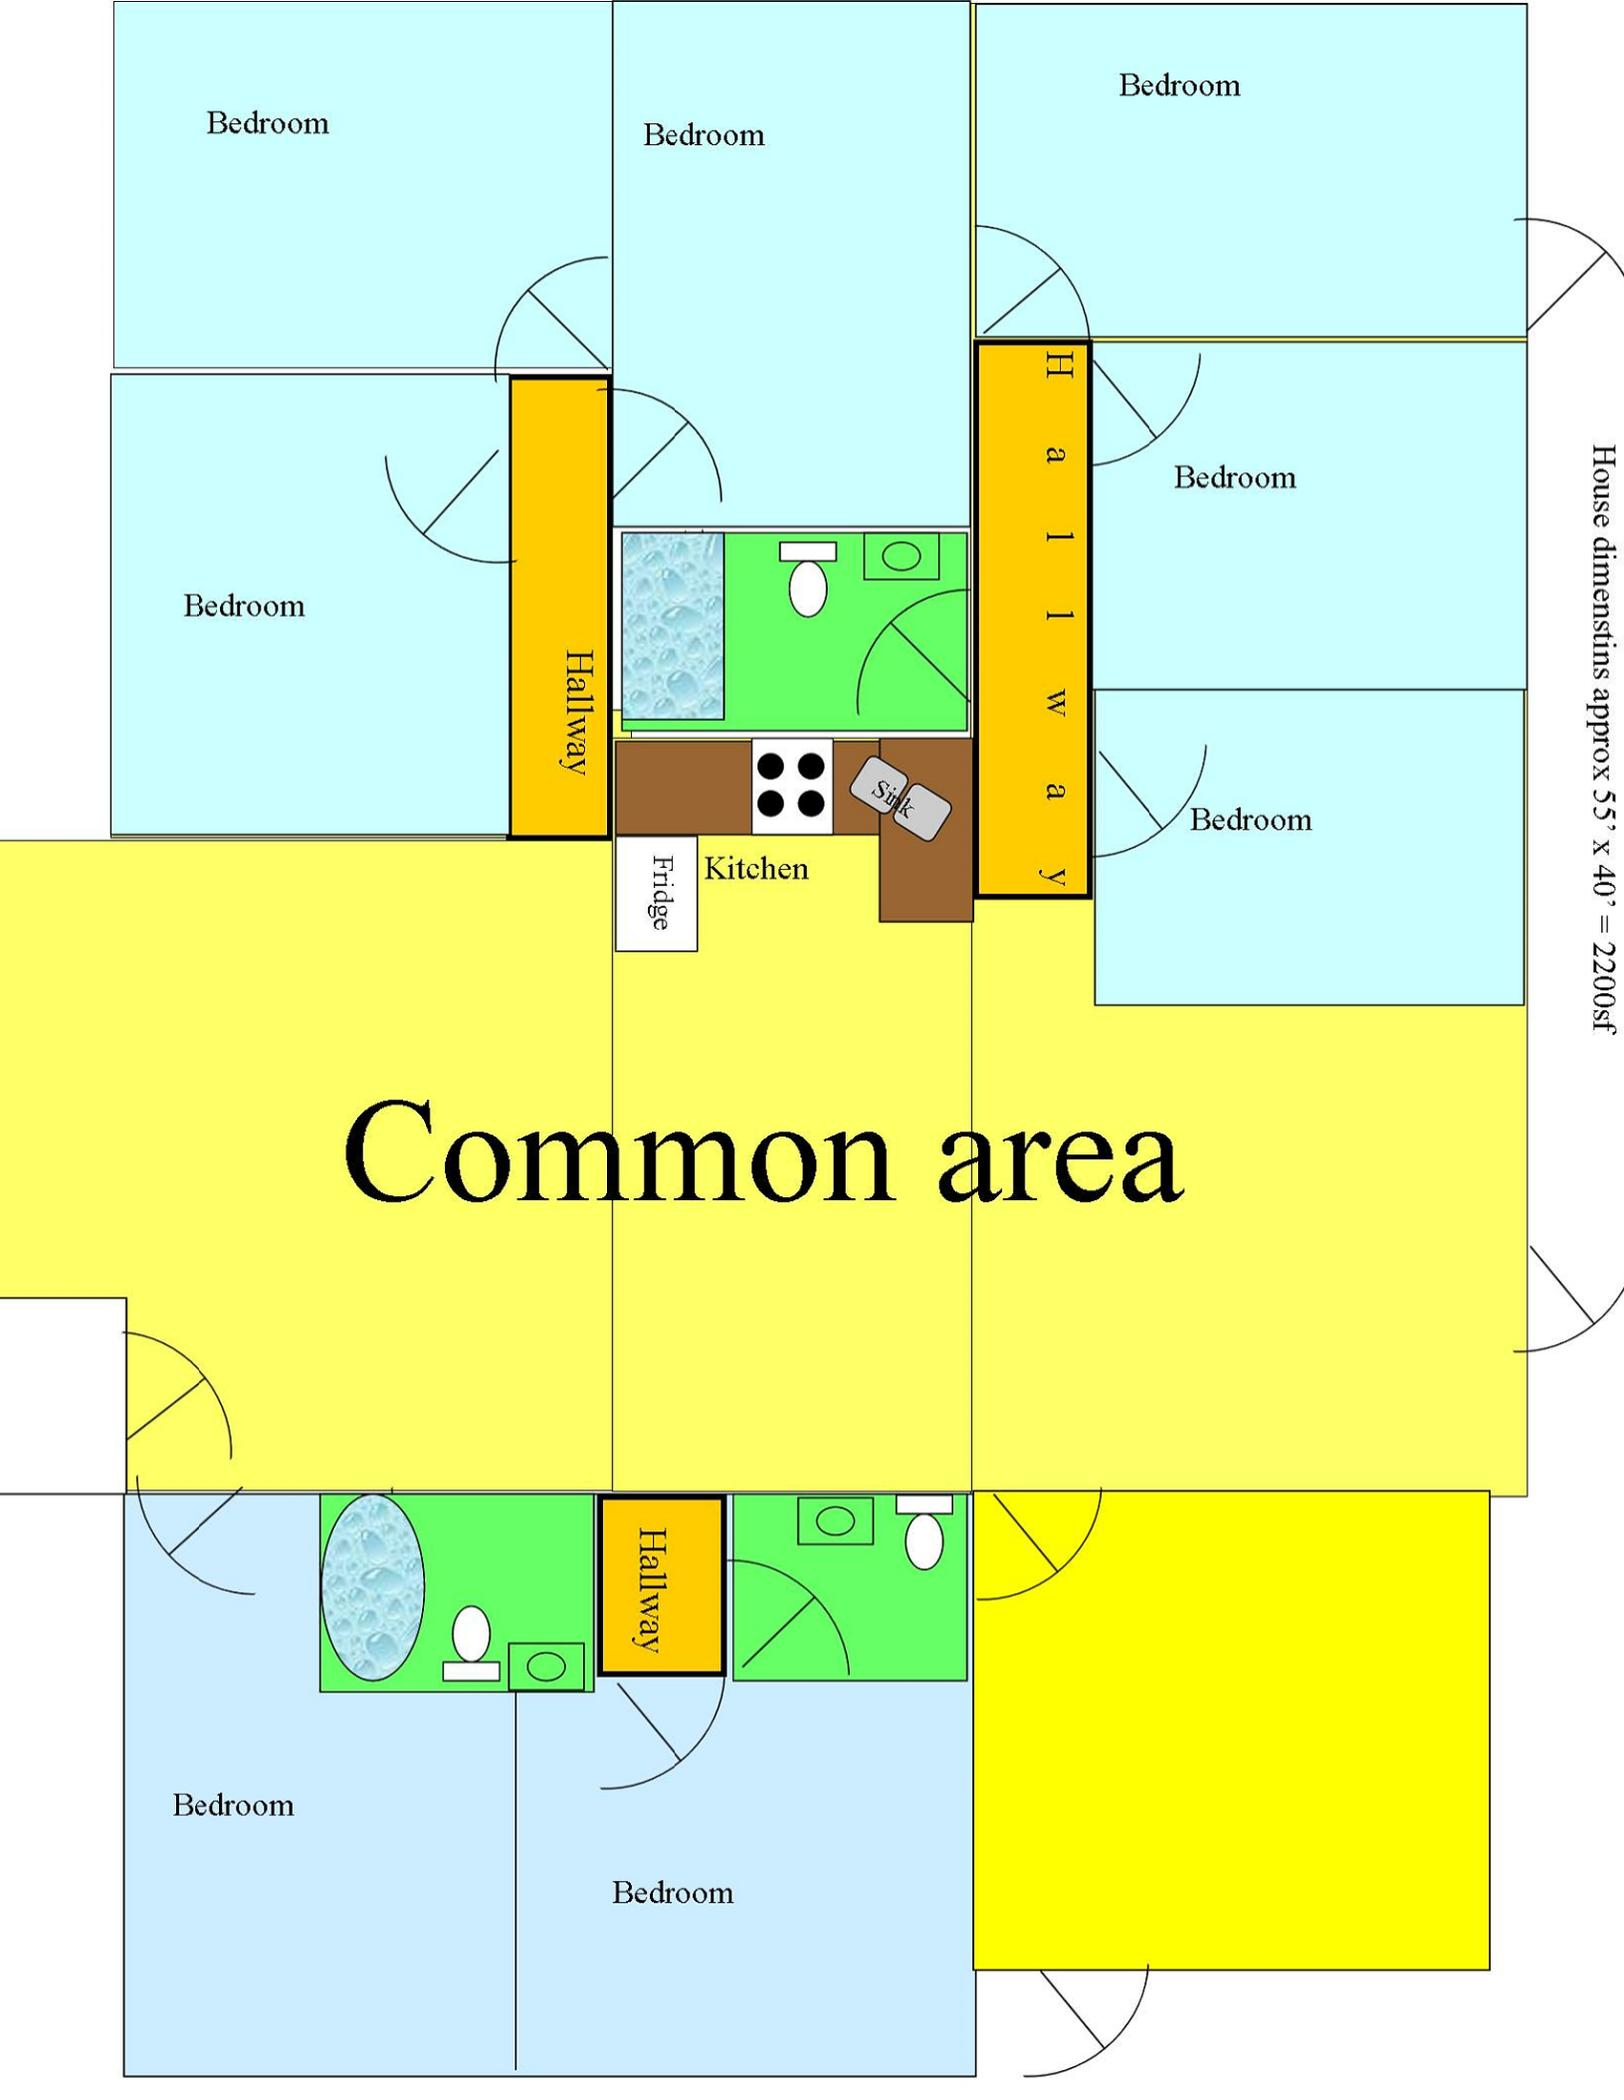 Bedroom
Bedroom
Bedroom
Bedroom
Hallway
Hallway
Bedroom
Bedroom
House dimenstins approx 55’ x 40’ = 2200sf
Sink
Kitchen
Fridge
Common area
Hallway
Bedroom
Bedroom